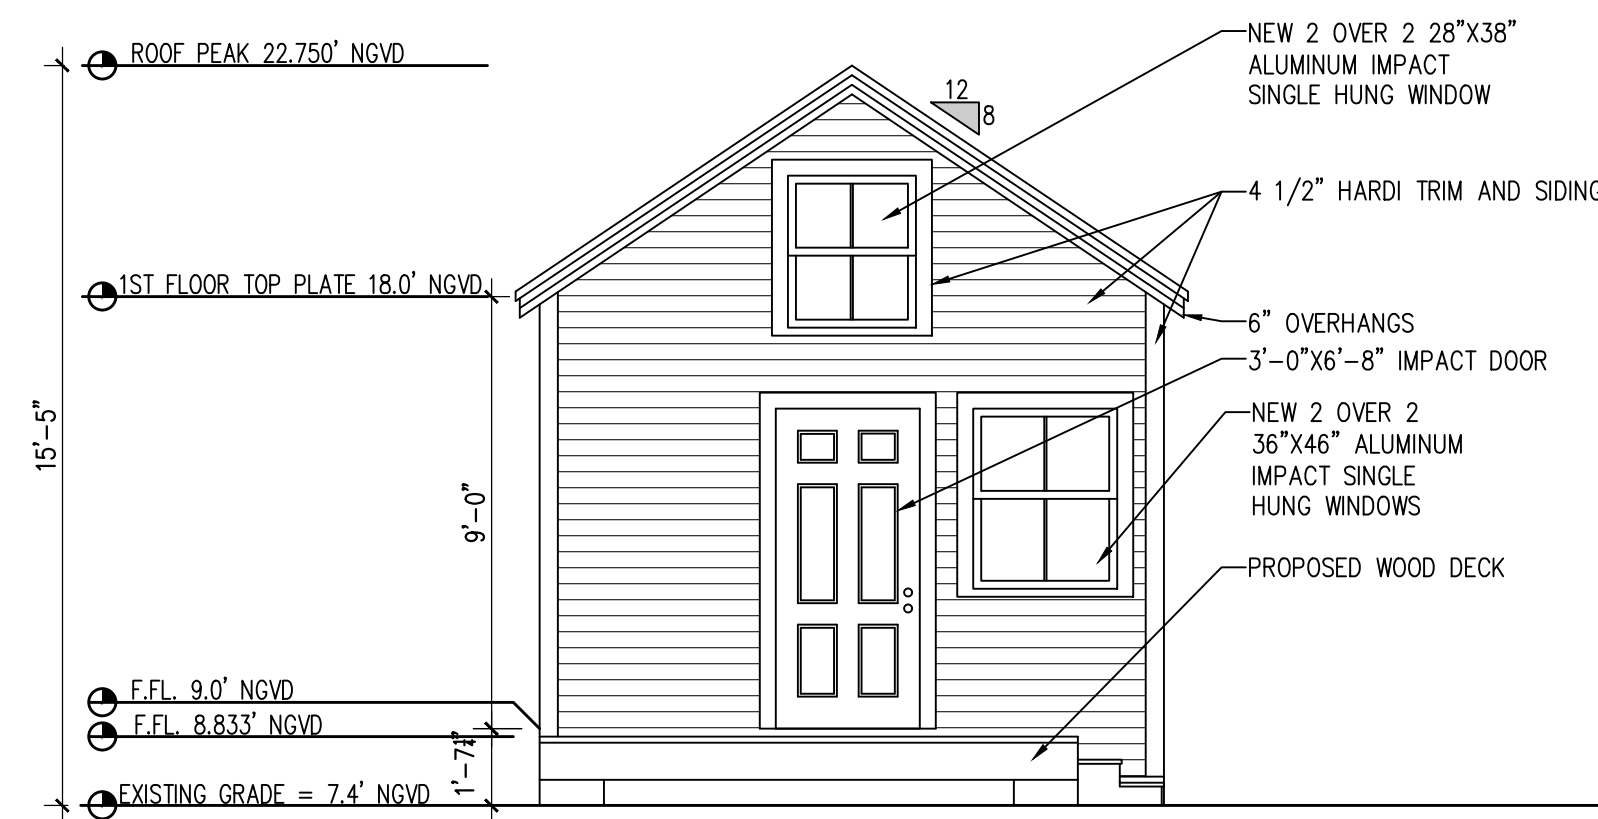 ROOF PEAK 22.750' NGVD
12
8
NEW 2 OVER 2 28"X38"
ALUMINUM IMPACT
SINGLE HUNG WINDOW
4 1/2" HARDI TRIM AND SIDING
1ST FLOOR TOP PLATE 18.0' NGVD
6" OVERHANGS
3'-0"X6'-8" IMPACT DOOR
NEW 2 OVER 2
36"X46" ALUMINUM
IMPACT SINGLE
HUNG WINDOWS
15'-5"
9'-0"
PROPOSED WOOD DECK
F.FL. 9.0' NGVD
F.FL. 8.833' NGVD
EXISTING GRADE = 7.4' NGVD